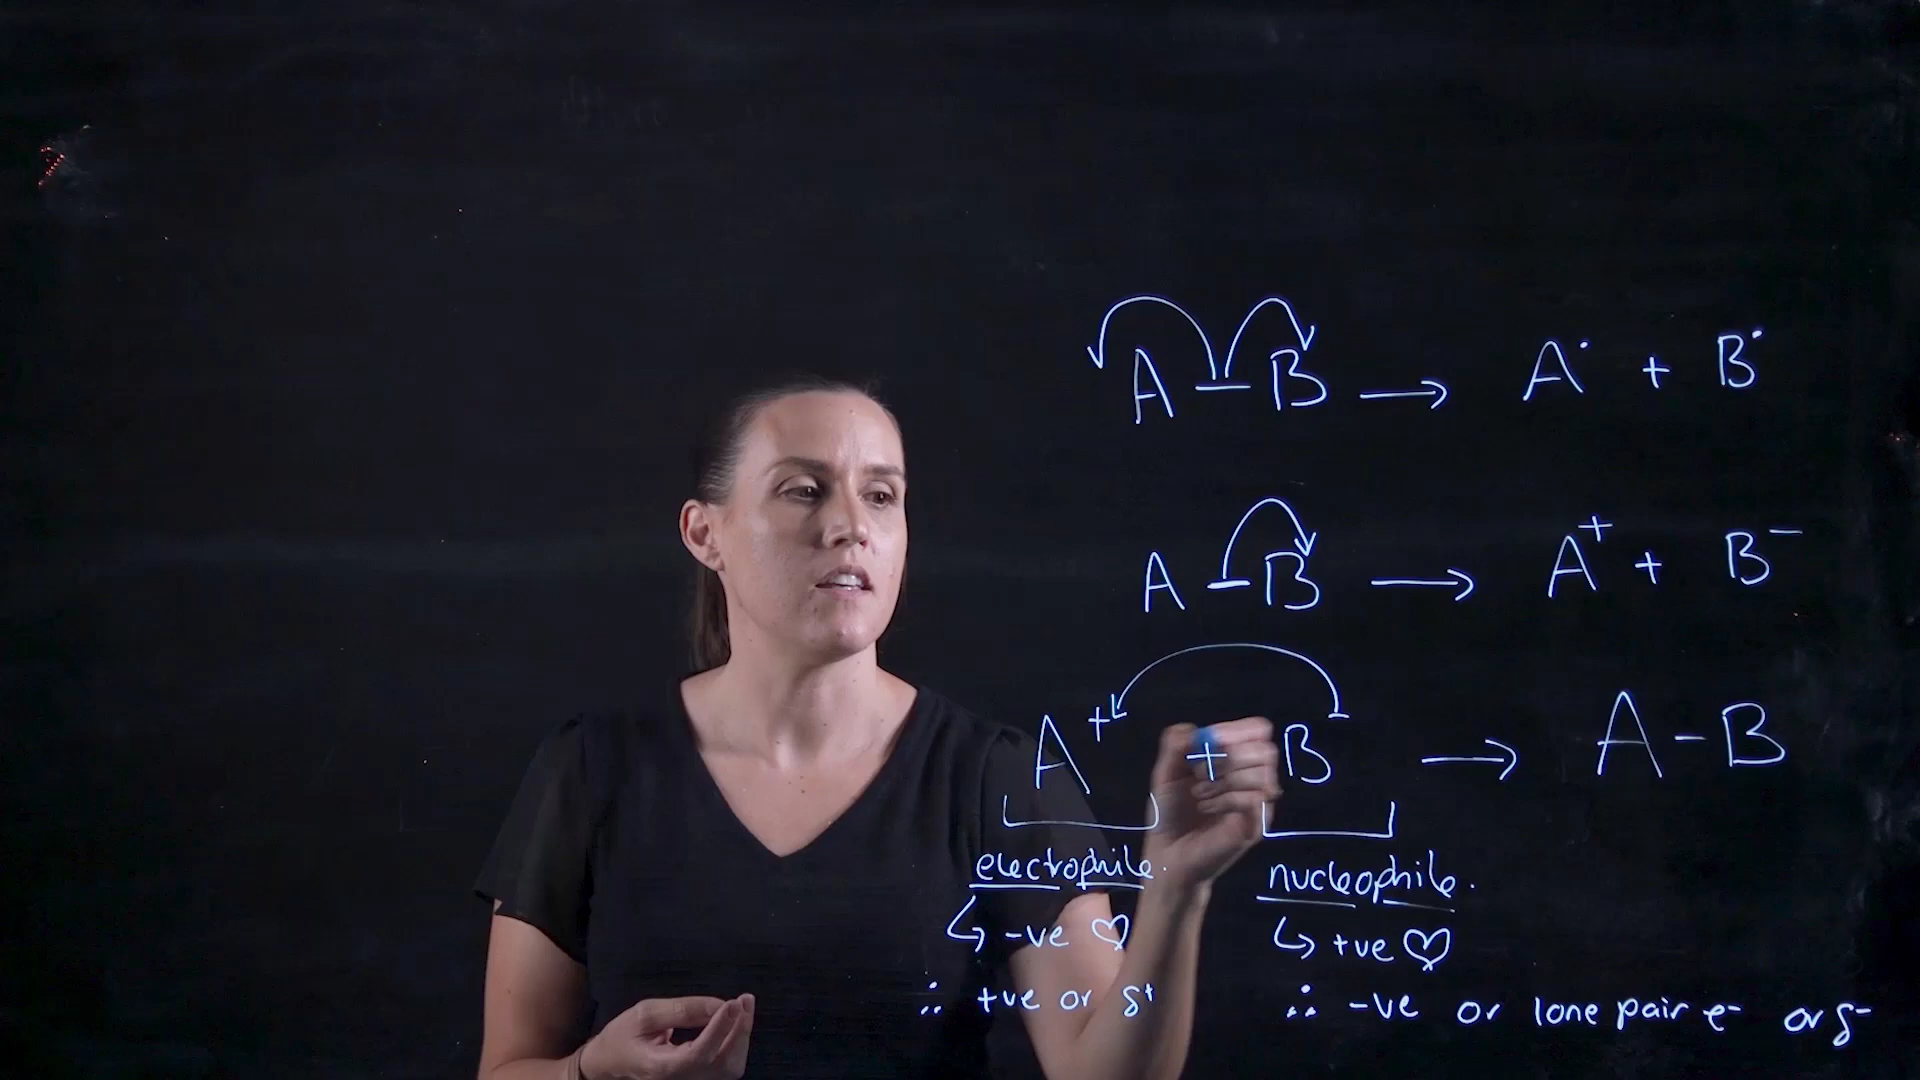 A – B → A· + B·
A – B → A⁺ + B⁻
A⁺ + B⁻ → A – B
electrophile. nucleophile.
↳ -ve ♡ ↳ +ve ♡
∴ +ve or δ⁺ ∴ -ve or lone pair e⁻ or δ⁻